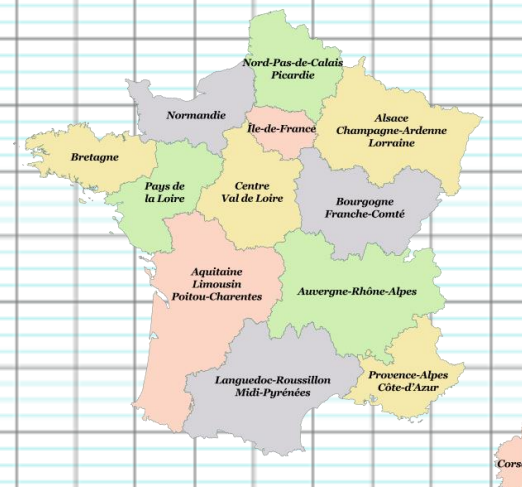 Nord-Pas-de-Calais
Picardie
Normandie
Île-de-France
Alsace
Champagne-Ardenne
Lorraine
Bretagne
Pays de
la Loire
Centre
Val de Loire
Bourgogne
Franche-Comté
Aquitaine
Limousin
Poitou-Charentes
Auvergne-Rhône-Alpes
Languedoc-Roussillon
Midi-Pyrénées
Provence-Alpes
Côte-d'Azur